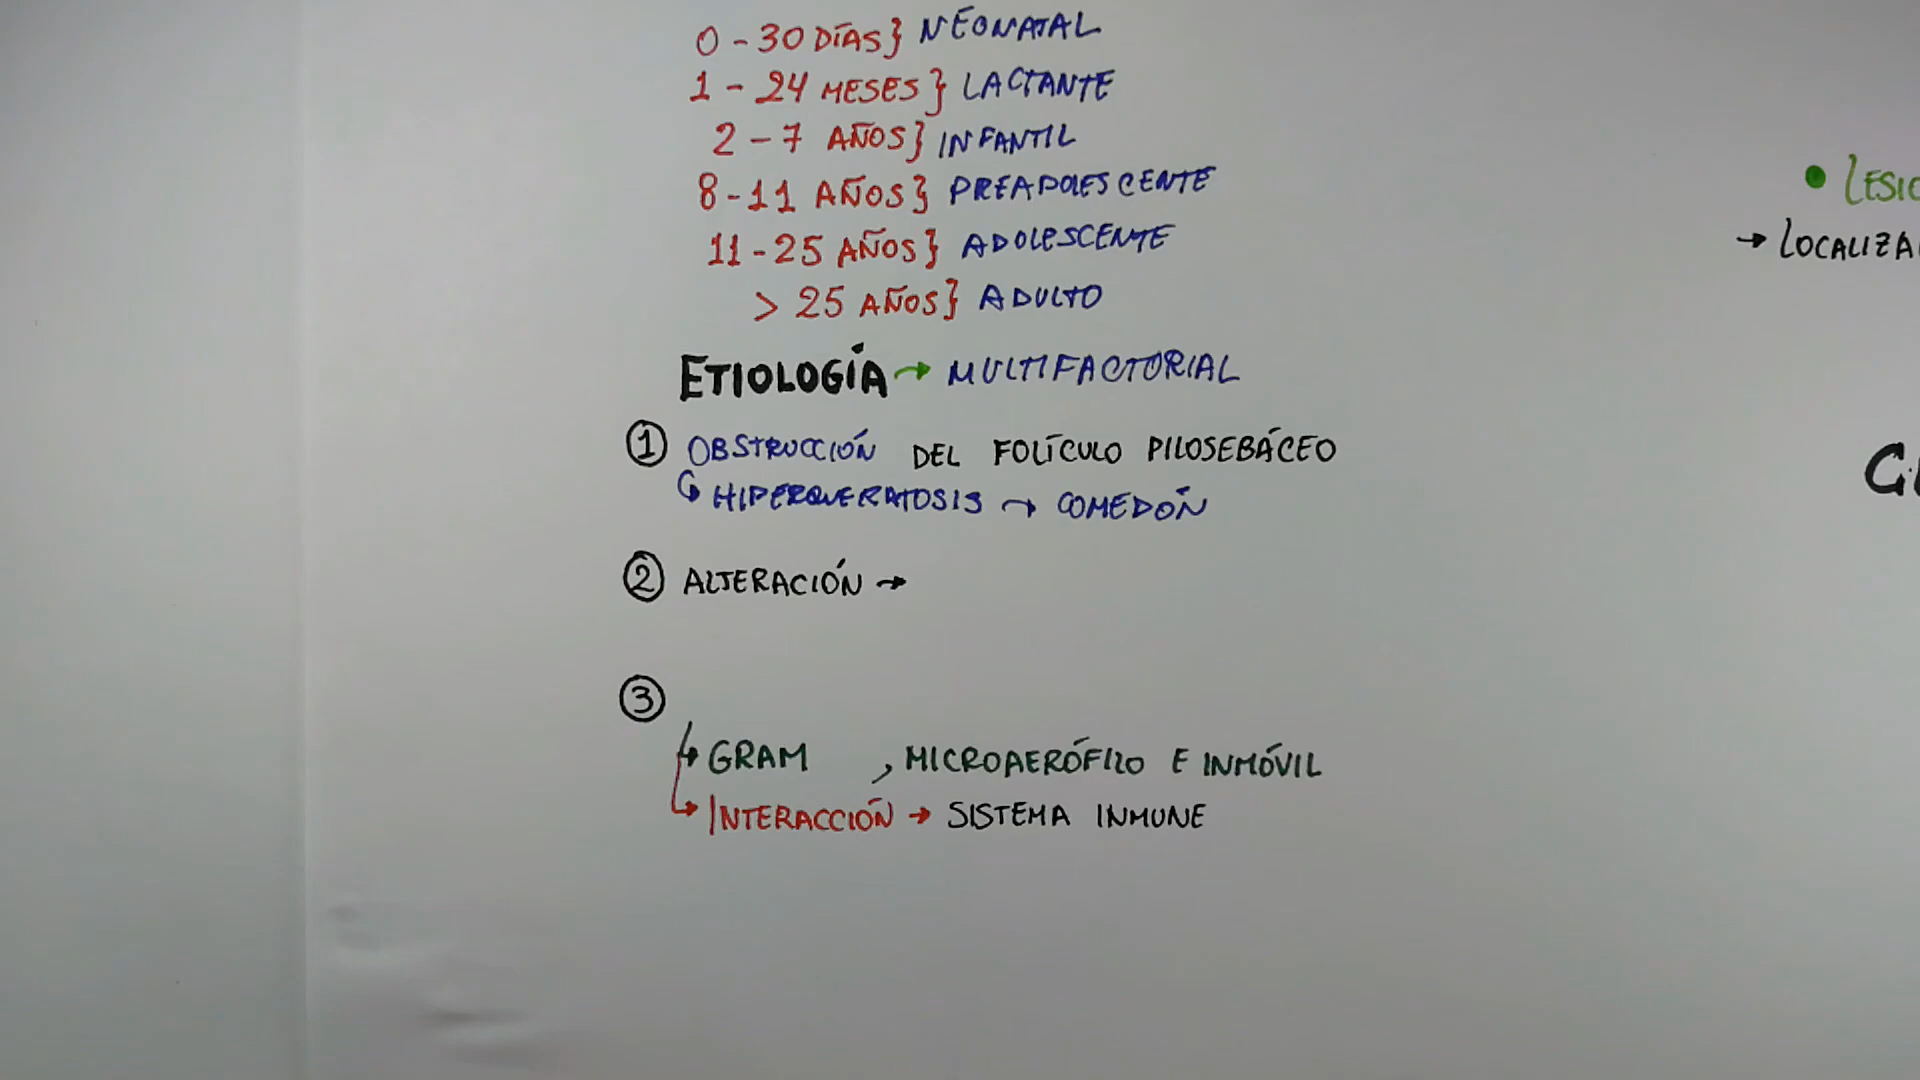 0 - 30 DÍAS} NEONATAL
1 - 24 MESES} LACTANTE
2 - 7 AÑOS} INFANTIL
8 - 11 AÑOS} PREADOLESCENTE
11 - 25 AÑOS} ADOLESCENTE
> 25 AÑOS} ADULTO
ETIOLOGÍA → MULTIFACTORIAL
① OBSTRUCCIÓN DEL FOLÍCULO PILOSEBÁCEO
↳ HIPERQUERATOSIS → COMEDÓN
② ALTERACIÓN →
③
↳ GRAM , MICROAERÓFILO E INMÓVIL
↳ INTERACCIÓN → SISTEMA INMUNE
• LESIO
→ LOCALIZA